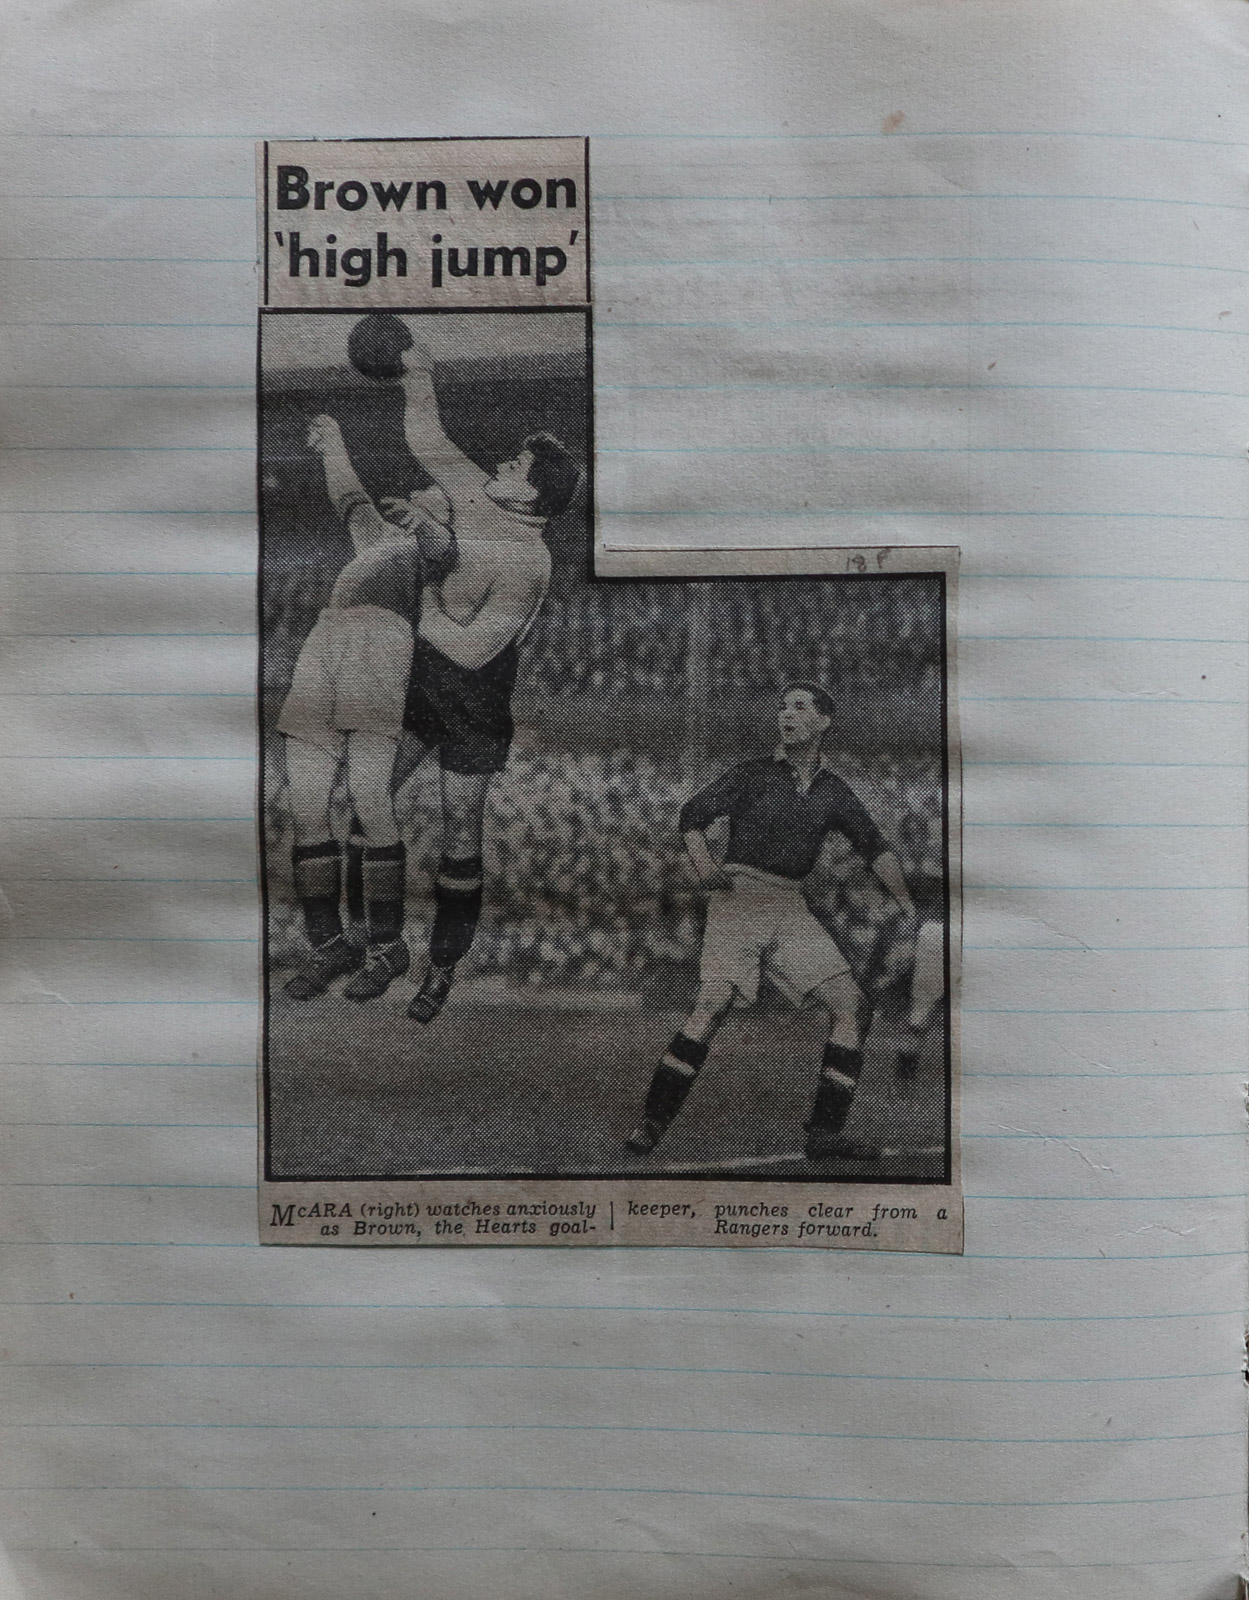 Brown won
'high jump'
18 P
McARA (right) watches anxiously
as Brown, the Hearts goal-
keeper, punches clear from a
Rangers forward.